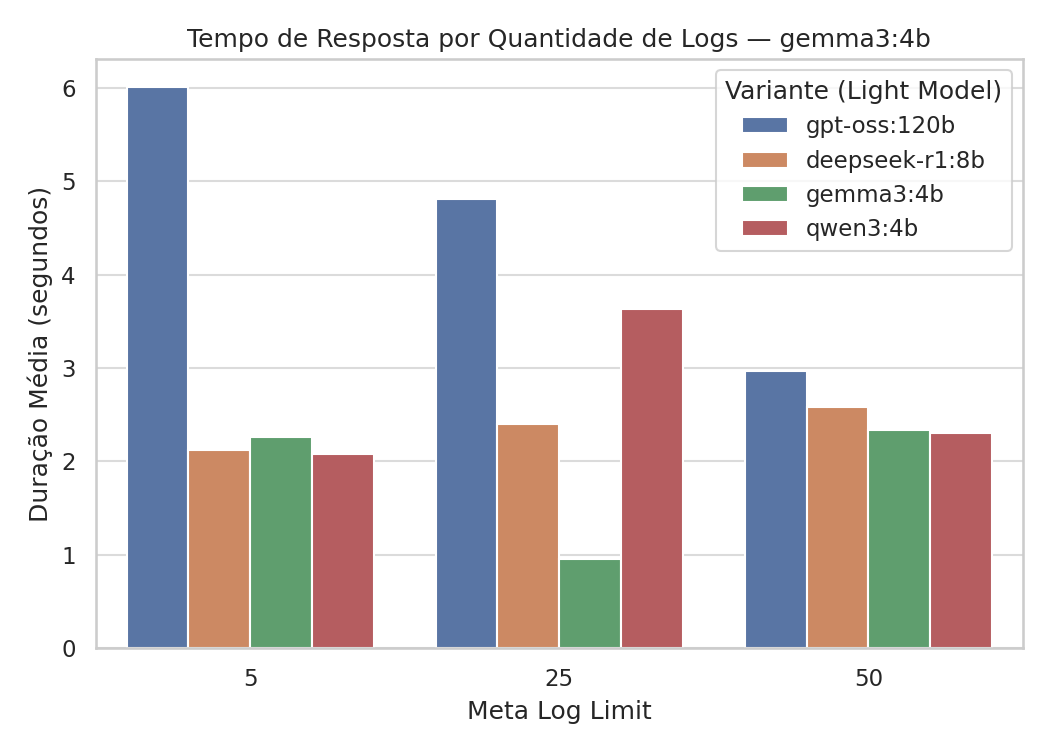 Tempo de Resposta por Quantidade de Logs — gemma3:4b
Variante (Light Model)
gpt-oss:120b
deepseek-r1:8b
gemma3:4b
qwen3:4b
Duração Média (segundos)
6
5
4
3
2
1
0
5 25 50
Meta Log Limit